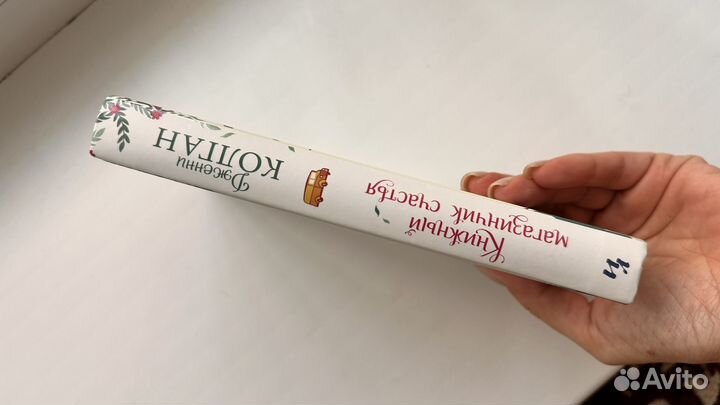 Дженни
КОЛГАН
Книжный
магазинчик счастья
Avito